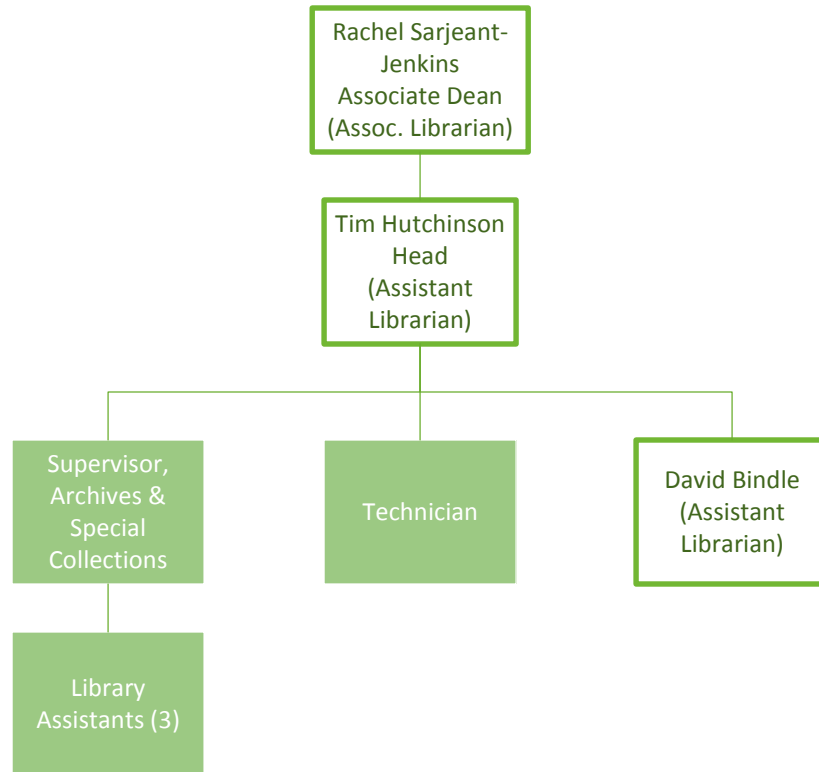 Rachel Sarjeant-
Jenkins
Associate Dean
(Assoc. Librarian)
Tim Hutchinson
Head
(Assistant
Librarian)
Supervisor,
Archives &
Special
Collections
Technician
David Bindle
(Assistant
Librarian)
Library
Assistants (3)